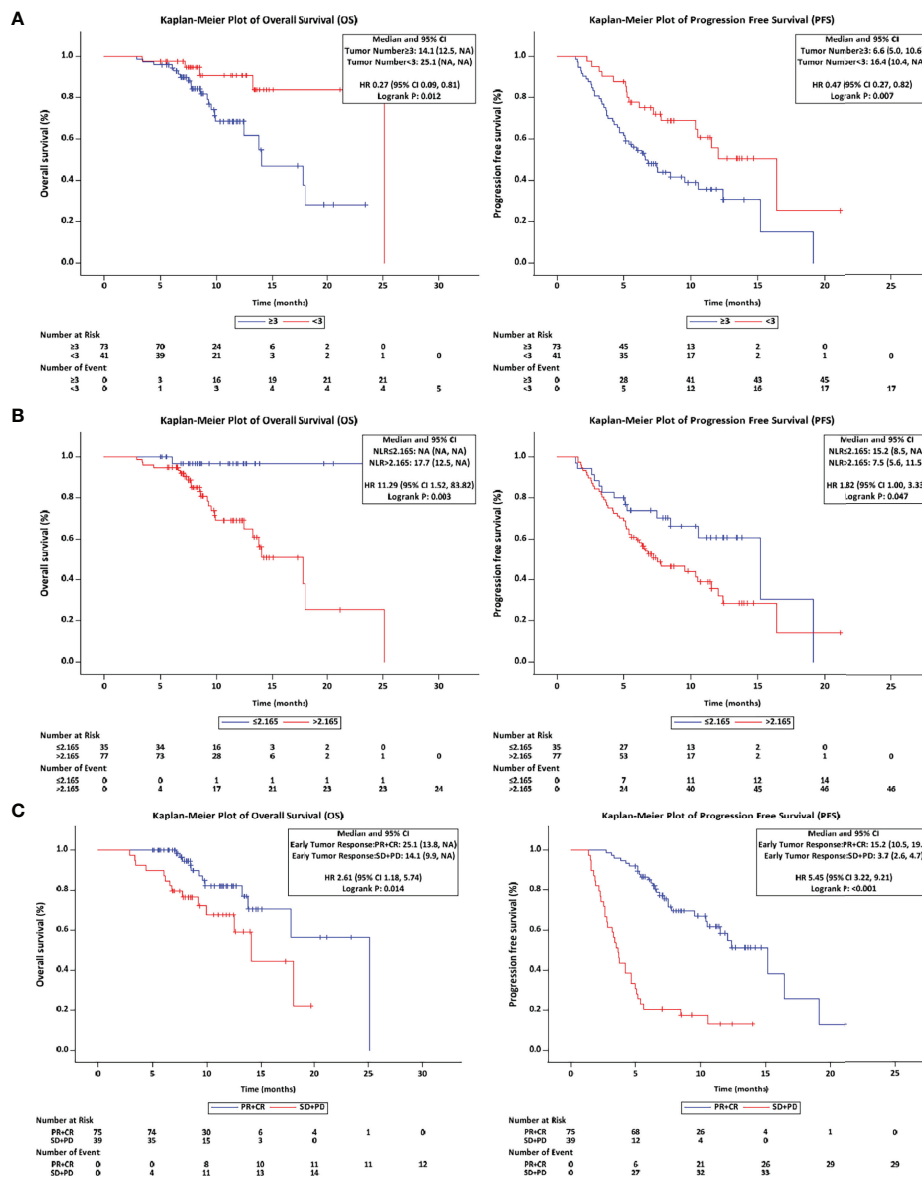 A
Kaplan-Meier Plot of Overall Survival (OS)
Median and 95% CI
Tumor Number≥3: 14.1 (12.5, NA)
Tumor Number<3: 25.1 (NA, NA)
HR 0.27 (95% CI 0.09, 0.81)
Logrank P: 0.012
1.0
0.8
0.6
0.4
0.2
0.0
Overall survival (%)
0 5 10 15 20 25 30
Time (months)
≥3 <3
Number at Risk
≥3 73 70 24 6 2 0
<3 41 39 21 3 2 1 0
Number of Event
≥3 0 3 16 19 21 21
<3 0 1 3 4 4 4 5
Kaplan-Meier Plot of Progression Free Survival (PFS)
Median and 95% CI
Tumor Number≥3: 6.6 (5.0, 10.6
Tumor Number<3: 16.4 (10.4, NA
HR 0.47 (95% CI 0.27, 0.82)
Logrank P: 0.007
1.0
0.8
0.6
0.4
0.2
0.0
Progression free survival (%)
0 5 10 15 20 25
Time (months)
≥3 <3
Number at Risk
≥3 73 45 13 2 0
<3 41 35 17 2 1 0
Number of Event
≥3 0 28 41 43 45
<3 0 5 12 16 17 17
B
Kaplan-Meier Plot of Overall Survival (OS)
Median and 95% CI
NLR≤2.165: NA (NA, NA)
NLR>2.165: 17.7 (12.5, NA)
HR 11.29 (95% CI 1.52, 83.82)
Logrank P: 0.003
1.0
0.8
0.6
0.4
0.2
0.0
Overall survival (%)
0 5 10 15 20 25 30
Time (months)
≤2.165 >2.165
Number at Risk
≤2.165 35 34 16 3 2 0
>2.165 77 73 28 6 2 1 0
Number of Event
≤2.165 0 0 1 1 1 1
>2.165 0 4 17 21 23 23 24
Kaplan-Meier Plot of Progression Free Survival (PFS)
Median and 95% CI
NLR≤2.165: 15.2 (8.5, NA
NLR>2.165: 7.5 (5.6, 11.5
HR 1.82 (95% CI 1.00, 3.33
Logrank P: 0.047
1.0
0.8
0.6
0.4
0.2
0.0
Progression free survival (%)
0 5 10 15 20 25
Time (months)
≤2.165 >2.165
Number at Risk
≤2.165 35 27 13 2 0
>2.165 77 53 17 2 1 0
Number of Event
≤2.165 0 7 11 12 14
>2.165 0 24 40 45 46 46
C
Kaplan-Meier Plot of Overall Survival (OS)
Median and 95% CI
Early Tumor Response:PR+CR: 25.1 (13.8, NA)
Early Tumor Response:SD+PD: 14.1 (9.9, NA)
HR 2.61 (95% CI 1.18, 5.74)
Logrank P: 0.014
1.0
0.8
0.6
0.4
0.2
0.0
Overall survival (%)
0 5 10 15 20 25 30
Time (months)
PR+CR SD+PD
Number at Risk
PR+CR 75 74 30 6 4 1 0
SD+PD 39 35 15 3 0
Number of Event
PR+CR 0 0 8 10 11 11 12
SD+PD 0 4 11 13 14
Kaplan-Meier Plot of Progression Free Survival (PFS)
Median and 95% CI
Early Tumor Response:PR+CR: 15.2 (10.5, 19.
Early Tumor Response:SD+PD: 3.7 (2.6, 4.7)
HR 5.45 (95% CI 3.22, 9.21)
Logrank P: <0.001
1.0
0.8
0.6
0.4
0.2
0.0
Progression free survival (%)
0 5 10 15 20 25
Time (months)
PR+CR SD+PD
Number at Risk
PR+CR 75 68 26 4 1 0
SD+PD 39 12 4 0
Number of Event
PR+CR 0 6 21 26 29 29
SD+PD 0 27 32 33